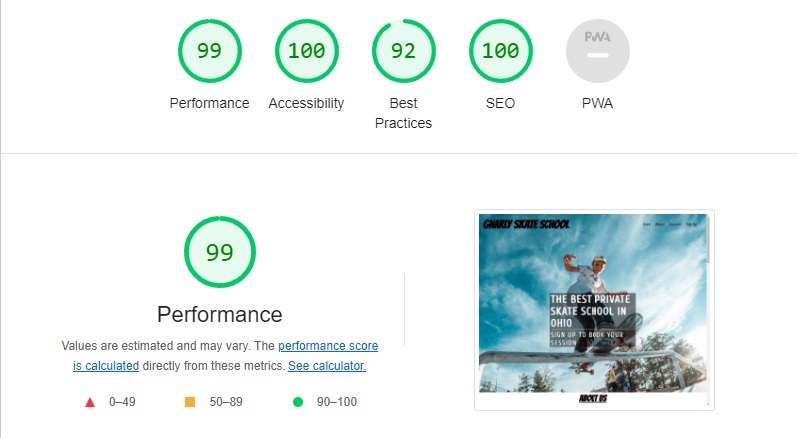 99
100
92
100
PWA
Performance
Accessibility
Best
Practices
SEO
PWA
99
Performance
Values are estimated and may vary. The performance score
is calculated directly from these metrics. See calculator.
0–49
50–89
90–100
GNARLY SKATE SCHOOL
THE BEST PRIVATE
SKATE SCHOOL IN
OHIO
SIGN UP TO BOOK YOUR
SESSION
ABOUT US